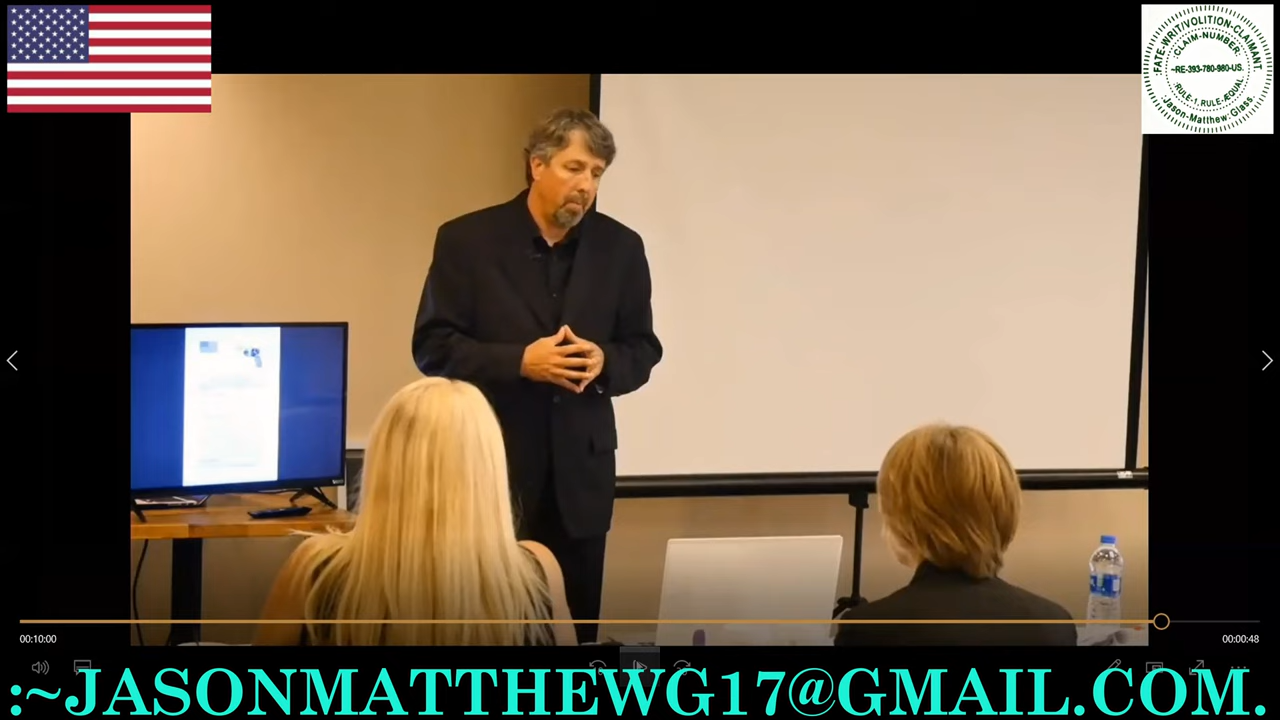 :FATE-WRIT/VOLITION-CLAIMANT.
CLAIM-NUMBER:
~RE-393-780-980-US.
RULE-1. RULE-ÆQUAL
:Jason-Matthew: Glass.
00:10:00
00:00:48
:~JASONMATTHEWG17@GMAIL.COM.